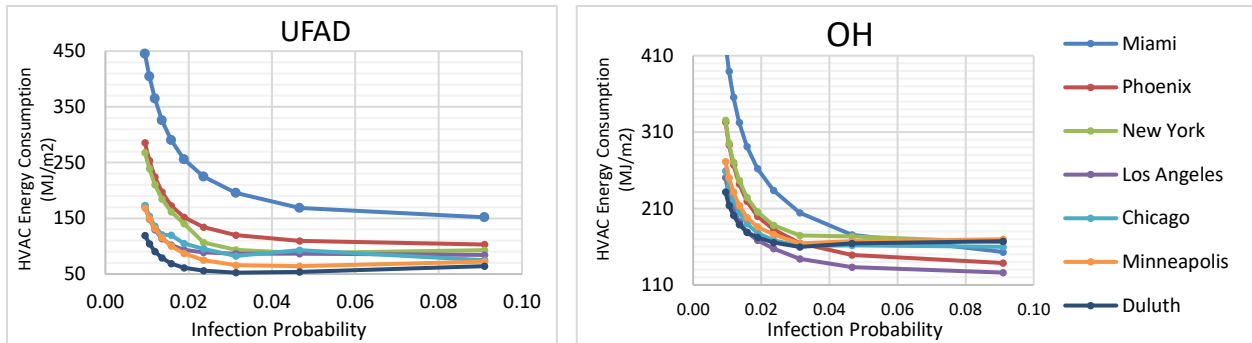 UFAD
HVAC Energy Consumption
(MJ/m2)
450
350
250
150
50
0.00 0.02 0.04 0.06 0.08 0.10
Infection Probability
OH
HVAC Energy Consumption
(MJ/m2)
410
310
210
110
0.00 0.02 0.04 0.06 0.08 0.10
Infection Probability
Miami
Phoenix
New York
Los Angeles
Chicago
Minneapolis
Duluth